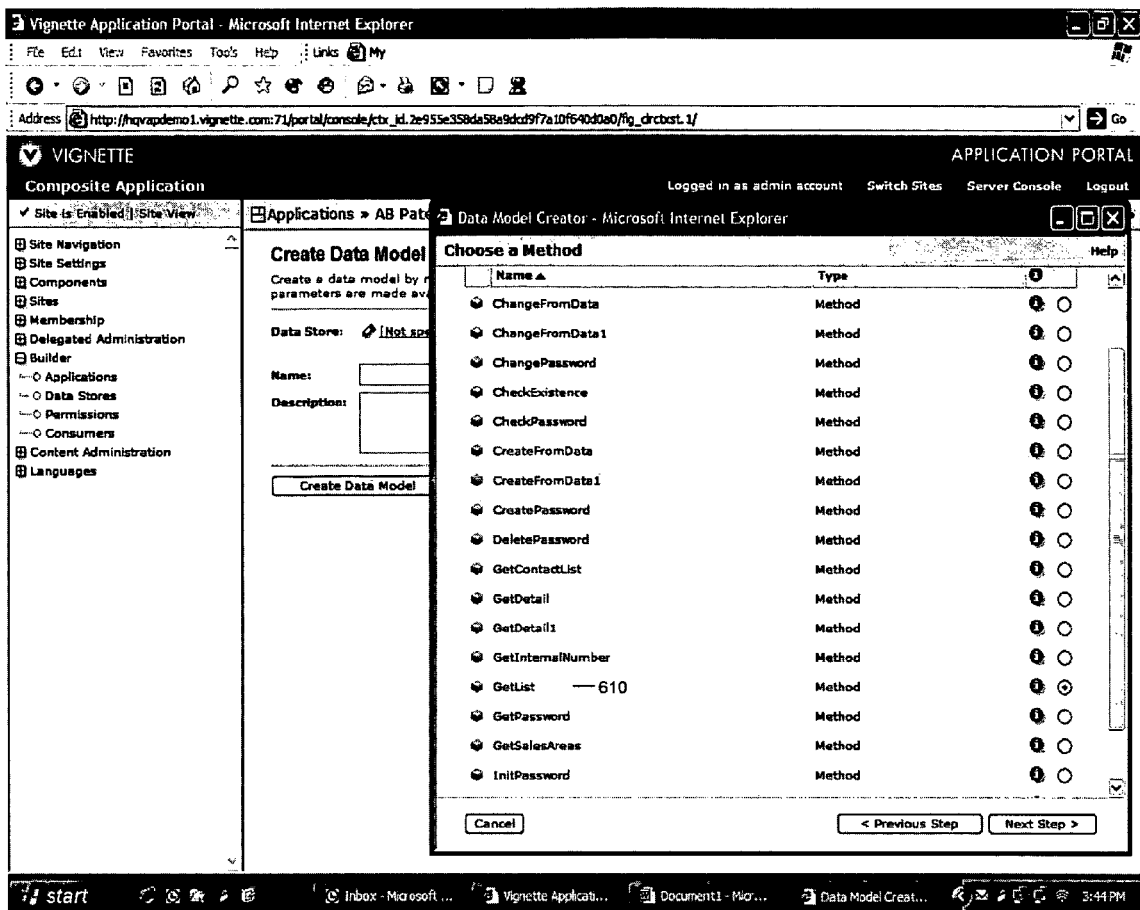 Vignette Application Portal - Microsoft Internet Explorer
File Edit View Favorites Tools Help Links My
Address http://hqvapdemo1.vignette.com:71/portal/console/ctx_id.2e955e358da58a9dcd9f7a10f640d0a0/fig_drctxst.1/ Go
VIGNETTE APPLICATION PORTAL
Composite Application Logged in as admin account Switch Sites Server Console Logout
Site is Enabled | Site View
Applications » AB Pate
Site Navigation
Site Settings
Components
Sites
Membership
Delegated Administration
Builder
Applications
Data Stores
Permissions
Consumers
Content Administration
Languages
Create Data Model
Create a data model by
parameters are made ava
Data Store: [Not spe
Name:
Description:
Create Data Model
Data Model Creator - Microsoft Internet Explorer
Choose a Method Help
Name Type
ChangeFromData Method
ChangeFromData1 Method
ChangePassword Method
CheckExistence Method
CheckPassword Method
CreateFromData Method
CreateFromData1 Method
CreatePassword Method
DeletePassword Method
GetContactList Method
GetDetail Method
GetDetail1 Method
GetInternalNumber Method
GetList 610 Method
GetPassword Method
GetSalesAreas Method
InitPassword Method
Cancel < Previous Step Next Step >
start Inbox - Microsoft ... Vignette Applicati... Document1 - Micr... Data Model Creat... 3:44 PM